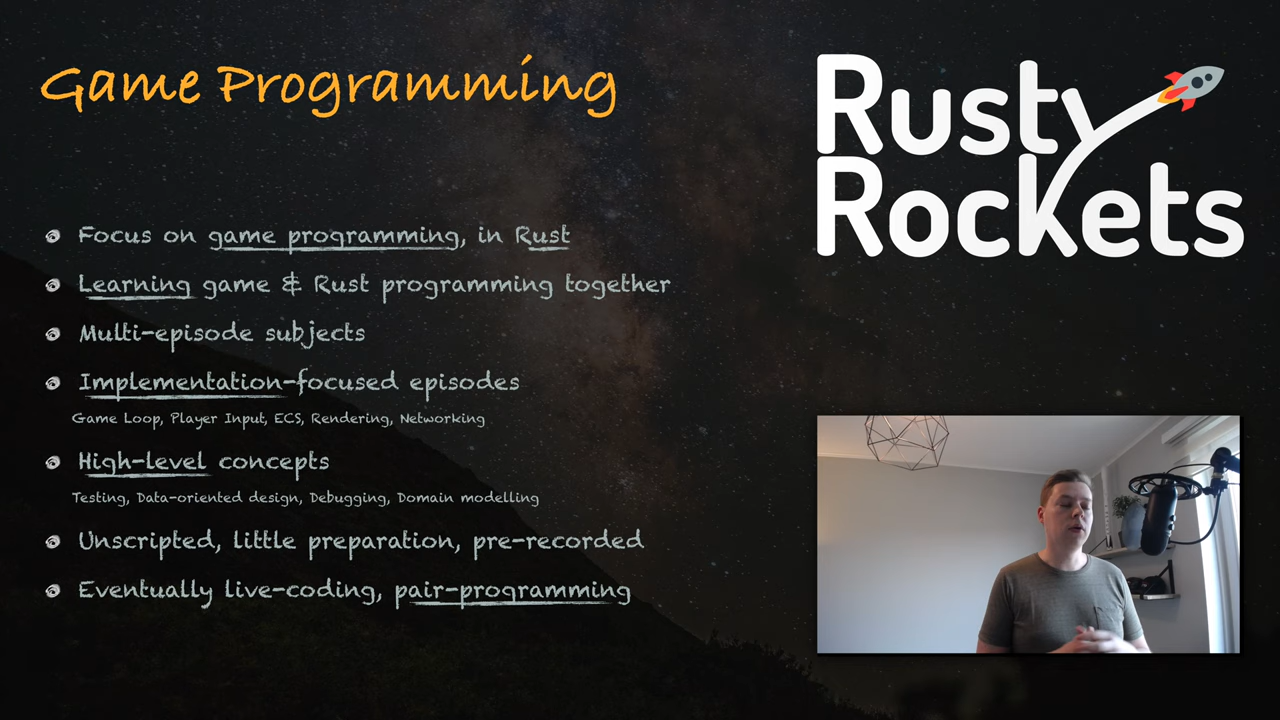 Game Programming
Rusty
Rockets
Focus on game programming, in Rust
Learning game & Rust programming together
Multi-episode subjects
Implementation-focused episodes
Game Loop, Player Input, ECS, Rendering, Networking
High-level concepts
Testing, Data-oriented design, Debugging, Domain modelling
Unscripted, little preparation, pre-recorded
Eventually live-coding, pair-programming